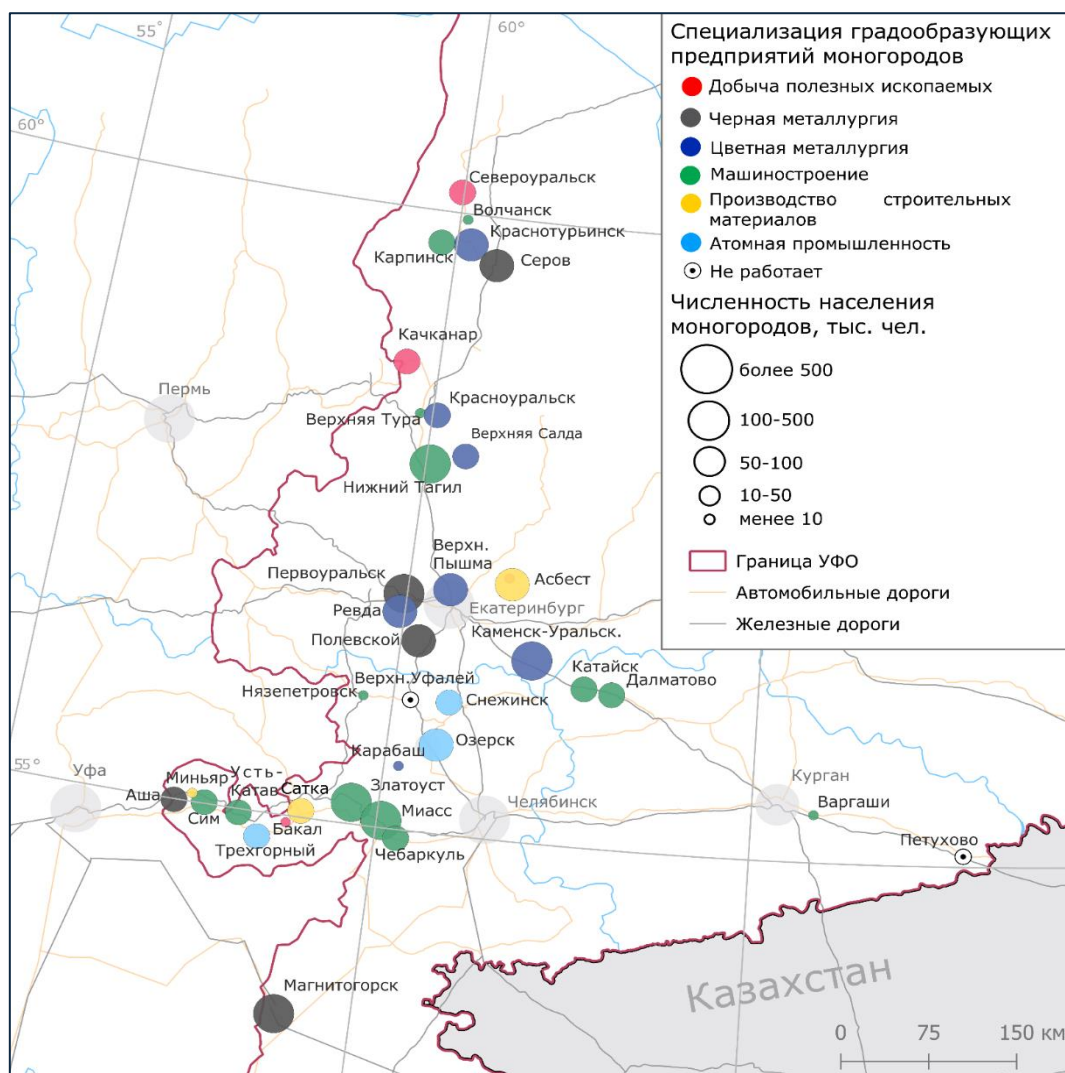 55°
60°
60°
Специализация градообразующих
предприятий моногородов
Добыча полезных ископаемых
Черная металлургия
Цветная металлургия
Машиностроение
Производство строительных
материалов
Атомная промышленность
Не работает
Численность населения
моногородов, тыс. чел.
более 500
100-500
50-100
10-50
менее 10
Граница УФО
Автомобильные дороги
Железные дороги
Североуральск
Волчанск
Краснотурьинск
Карпинск
Серов
Качканар
Пермь
Красноуральск
Верхняя Тура
Верхняя Салда
Нижний Тагил
Верхн.
Пышма
Первоуральск
Асбест
Ревда
Екатеринбург
Полевской
Каменск-Уральск.
Катайск
Далматово
Верхн.Уфалей
Нязепетровск
Снежинск
Озерск
Карабаш
55°
Уфа
Миньяр
Усть-
Катав
Сатка
Златоуст
Аша
Сим
Бакал
Миасс
Челябинск
Трехгорный
Чебаркуль
Курган
Варгаши
Петухово
Магнитогорск
Казахстан
0 75 150 км